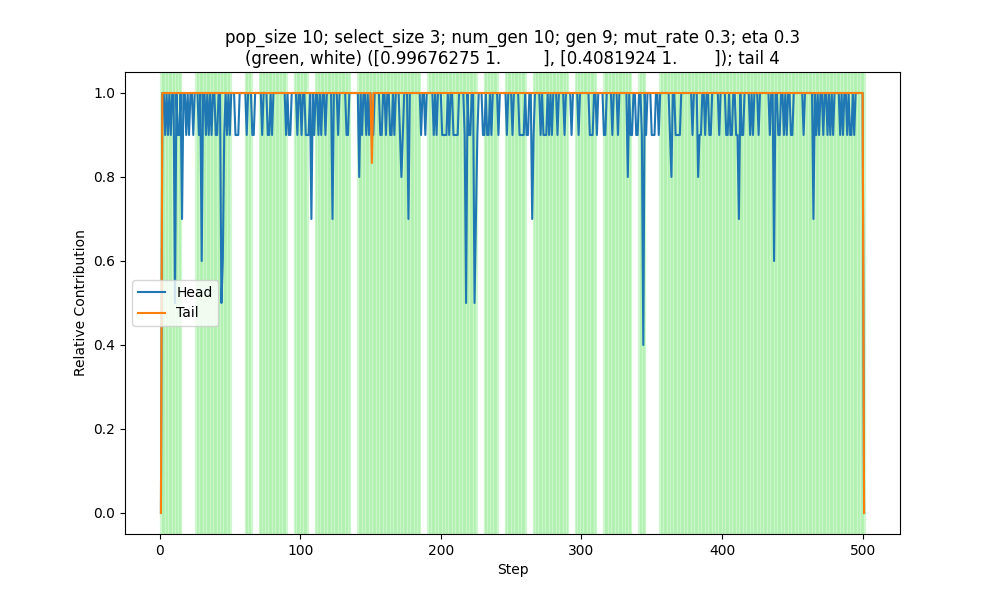 pop_size 10; select_size 3; num_gen 10; gen 9; mut_rate 0.3; eta 0.3
(green, white) ([0.99676275 1.        ], [0.4081924 1.        ]); tail 4
1.0
0.8
0.6
0.4
0.2
0.0
Relative Contribution
Head
Tail
0
100
200
300
400
500
Step